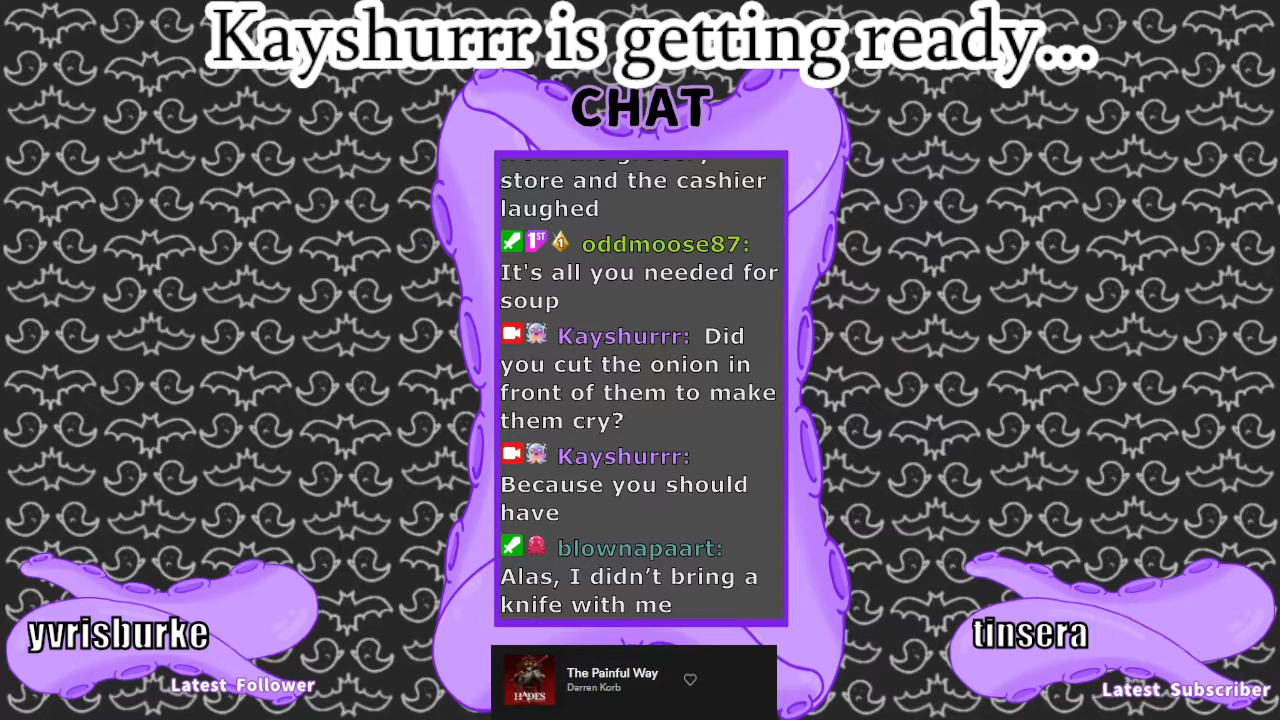 Kayshurrr is getting ready...
CHAT
store and the cashier
laughed
1ST 1 oddmoose87:
It's all you needed for
soup
Kayshurrr: Did
you cut the onion in
front of them to make
them cry?
Kayshurrr:
Because you should
have
blownapaart:
Alas, I didn’t bring a
knife with me
yvrisburke
Latest Follower
tinsera
Latest Subscriber
HADES
The Painful Way
Darren Korb